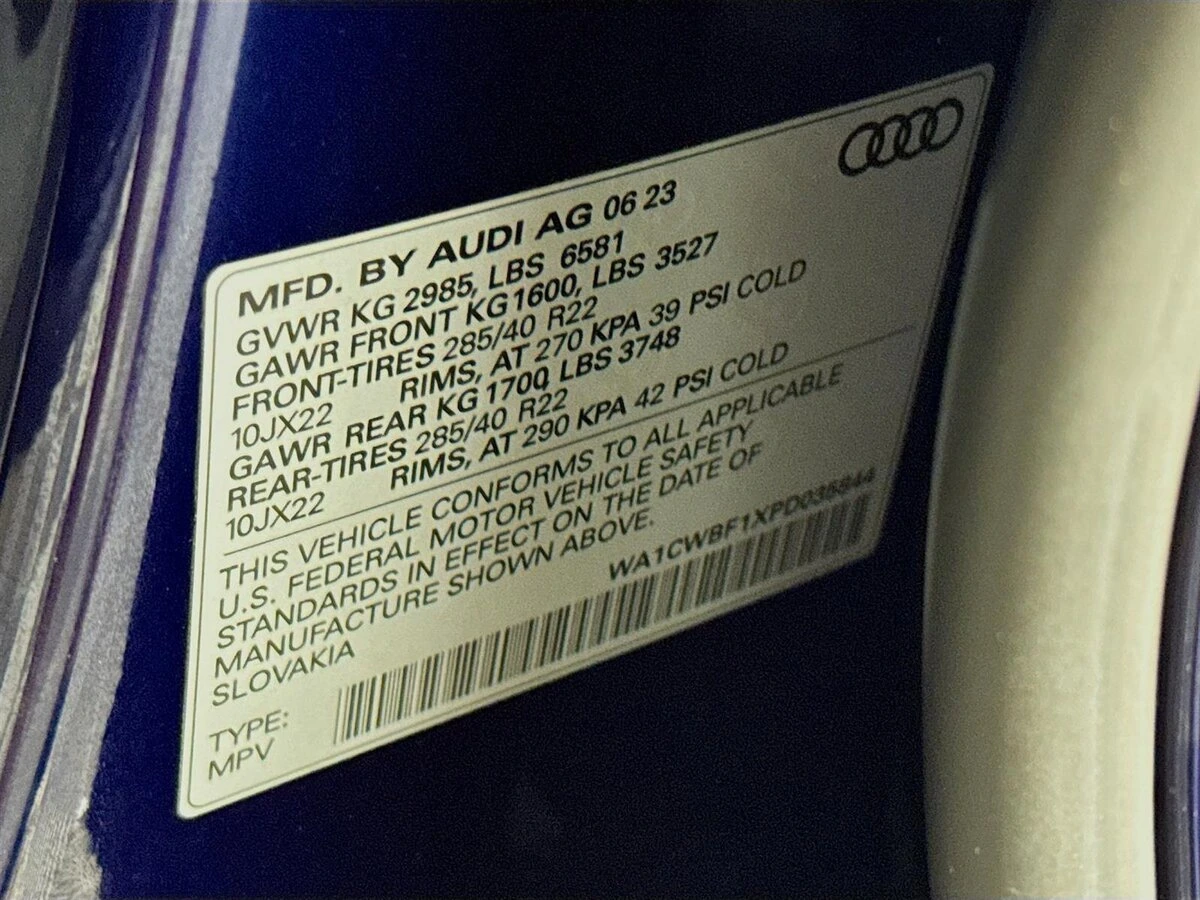 MFD. BY AUDI AG 06 23
GVWR KG 2985, LBS 6581
GAWR FRONT KG 1600, LBS 3527
FRONT-TIRES 285/40 R22
10JX22 RIMS, AT 270 KPA 39 PSI COLD
GAWR REAR KG 1700, LBS 3748
REAR-TIRES 285/40 R22
10JX22 RIMS, AT 290 KPA 42 PSI COLD
THIS VEHICLE CONFORMS TO ALL APPLICABLE
U.S. FEDERAL MOTOR VEHICLE SAFETY
STANDARDS IN EFFECT ON THE DATE OF
MANUFACTURE SHOWN ABOVE.
SLOVAKIA
TYPE:
MPV